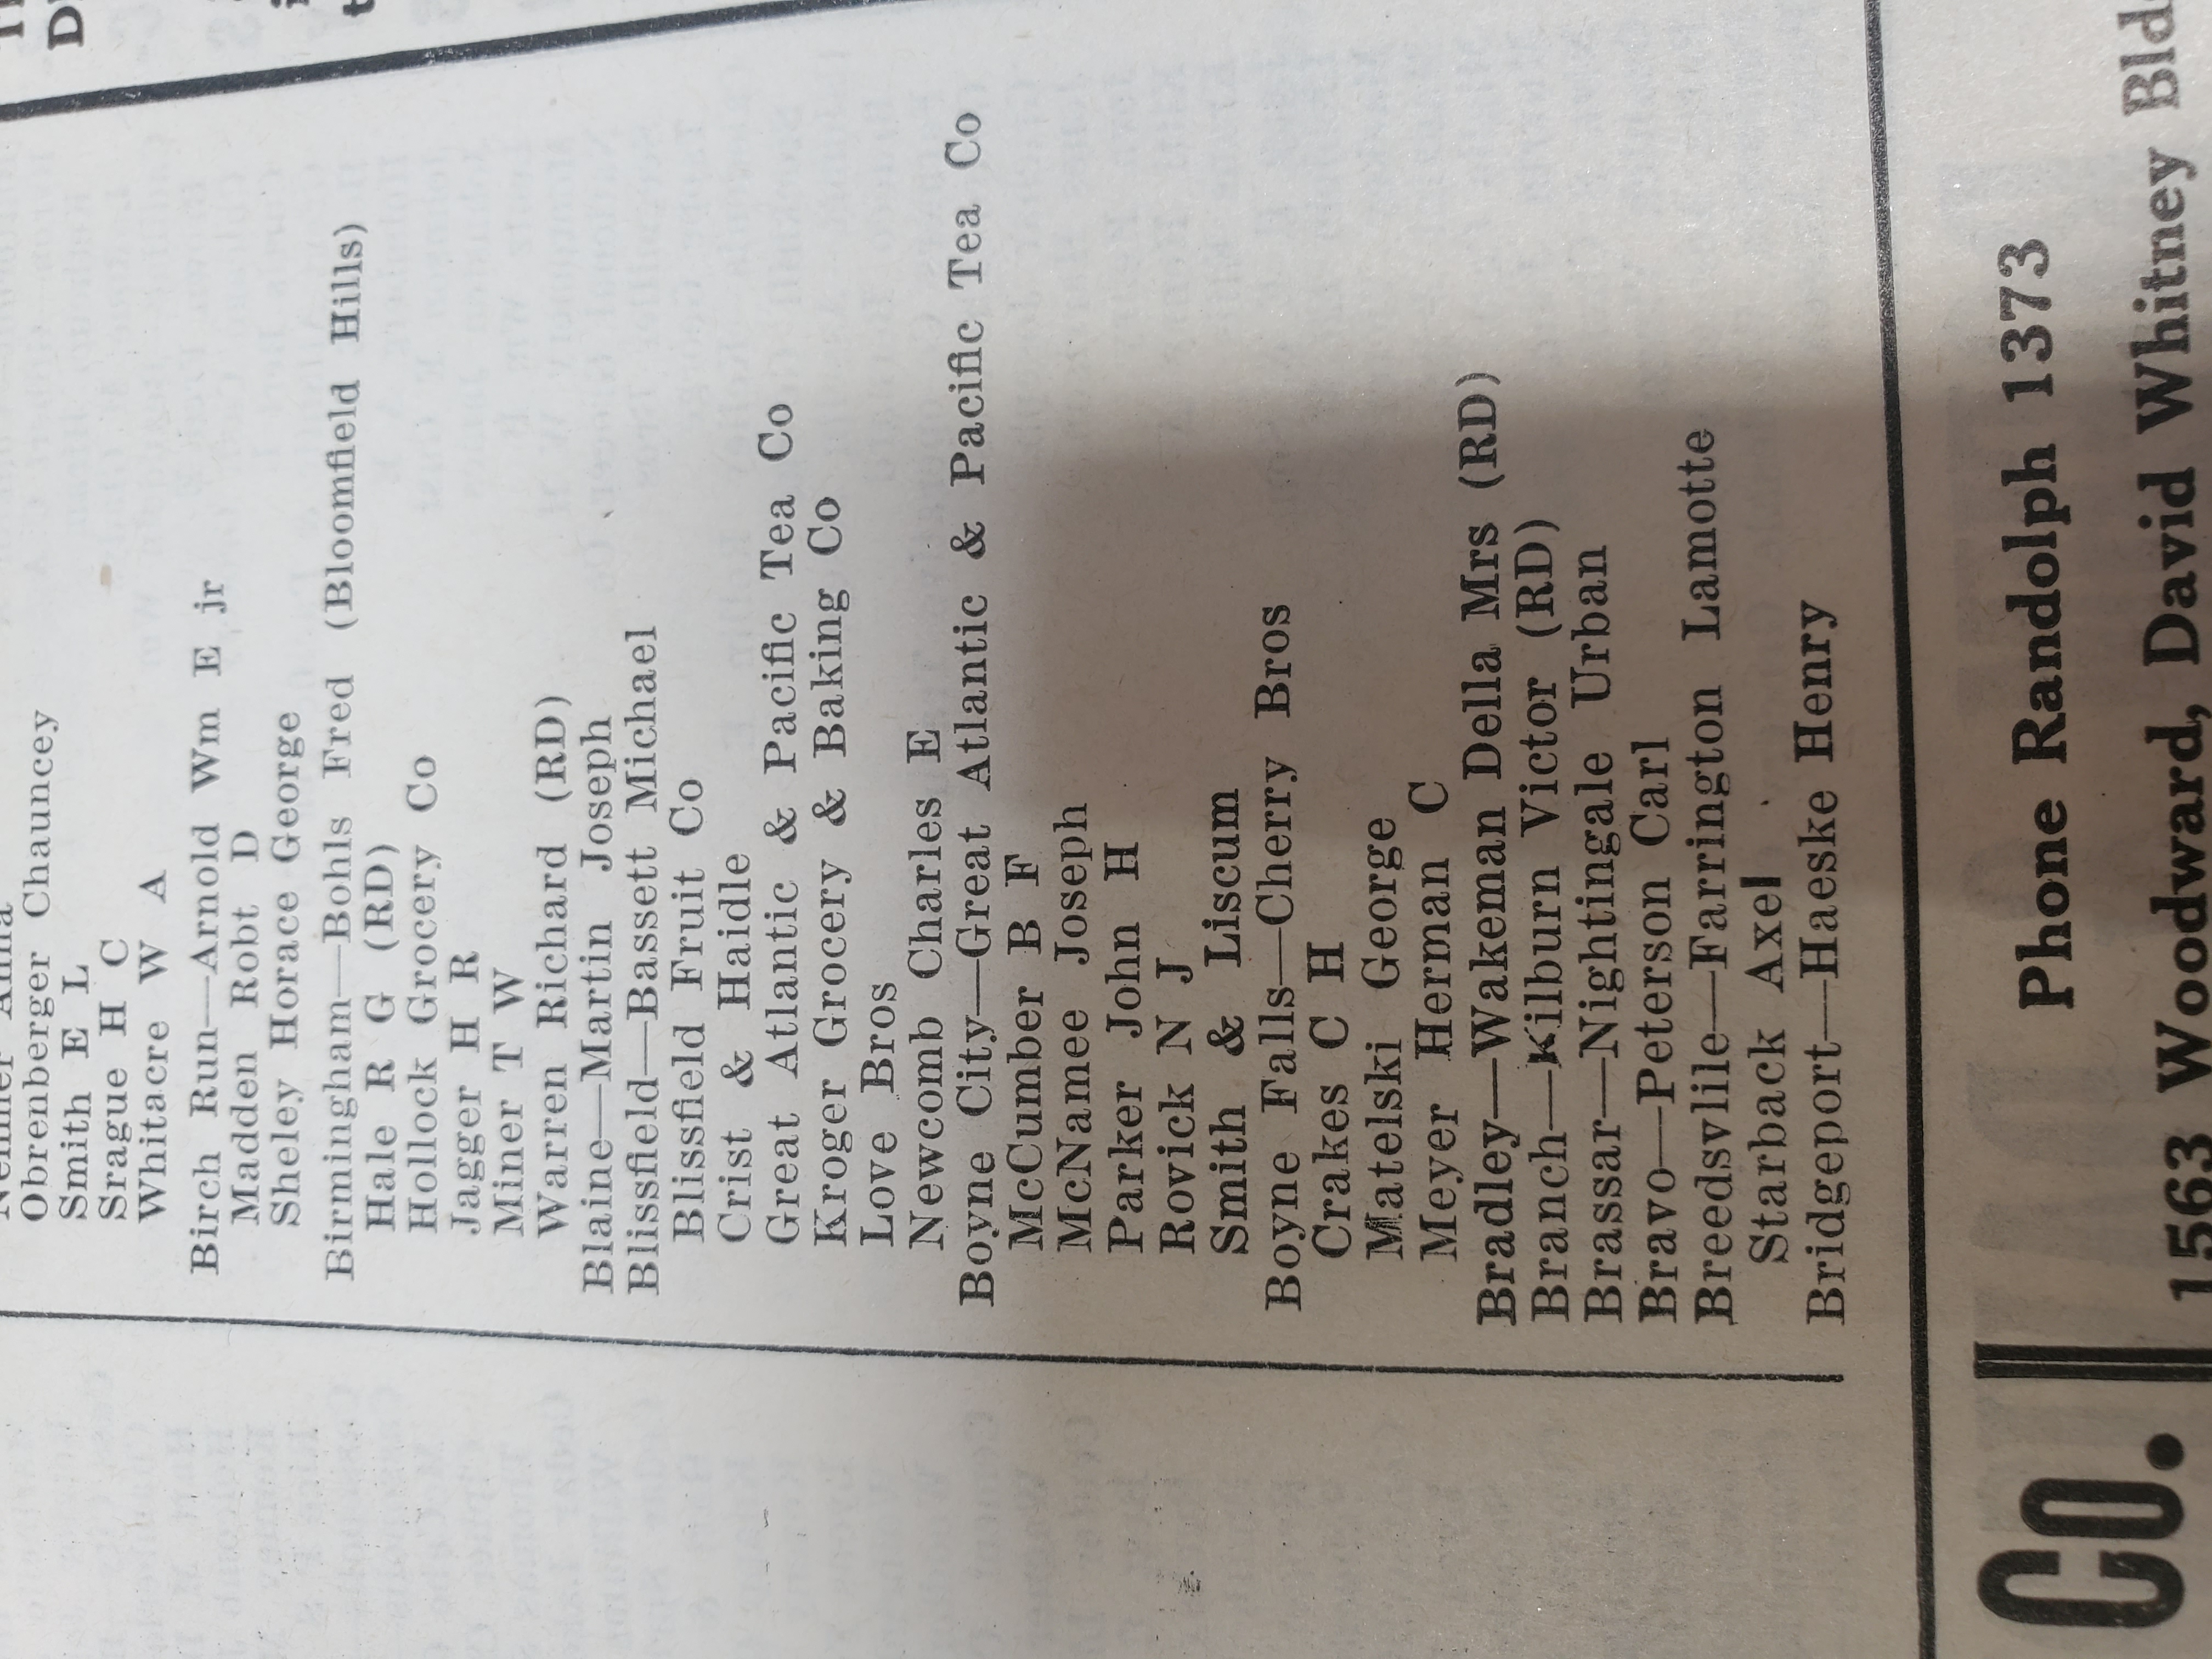 Obrenberger Chauncey
Smith E L
Srague H C
Whitacre W A
Birch Run—Arnold Wm E jr
Madden Robt D
Sheley Horace George
Birmingham—Bohls Fred (Bloomfield Hills)
Hale R G (RD)
Hollock Grocery Co
Jagger H R
Miner T W
Warren Richard (RD)
Blaine—Martin Joseph
Blissfield—Bassett Michael
Blissfield Fruit Co
Crist & Haidle
Great Atlantic & Pacific Tea Co
Kroger Grocery & Baking Co
Love Bros
Newcomb Charles E
Boyne City—Great Atlantic & Pacific Tea Co
McCumber B F
McNamee Joseph
Parker John H
Rovick N J
Smith & Liscum
Boyne Falls—Cherry Bros
Crakes C H
Matelski George
Meyer Herman C
Bradley—Wakeman Della Mrs (RD)
Branch—Kilburn Victor (RD)
Brassar—Nightingale Urban
Bravo—Peterson Carl
Breedsvlile—Farrington Lamotte
Starback Axel
Bridgeport—Haeske Henry
CO.
Phone Randolph 1373
1563 Woodward, David Whitney Bld